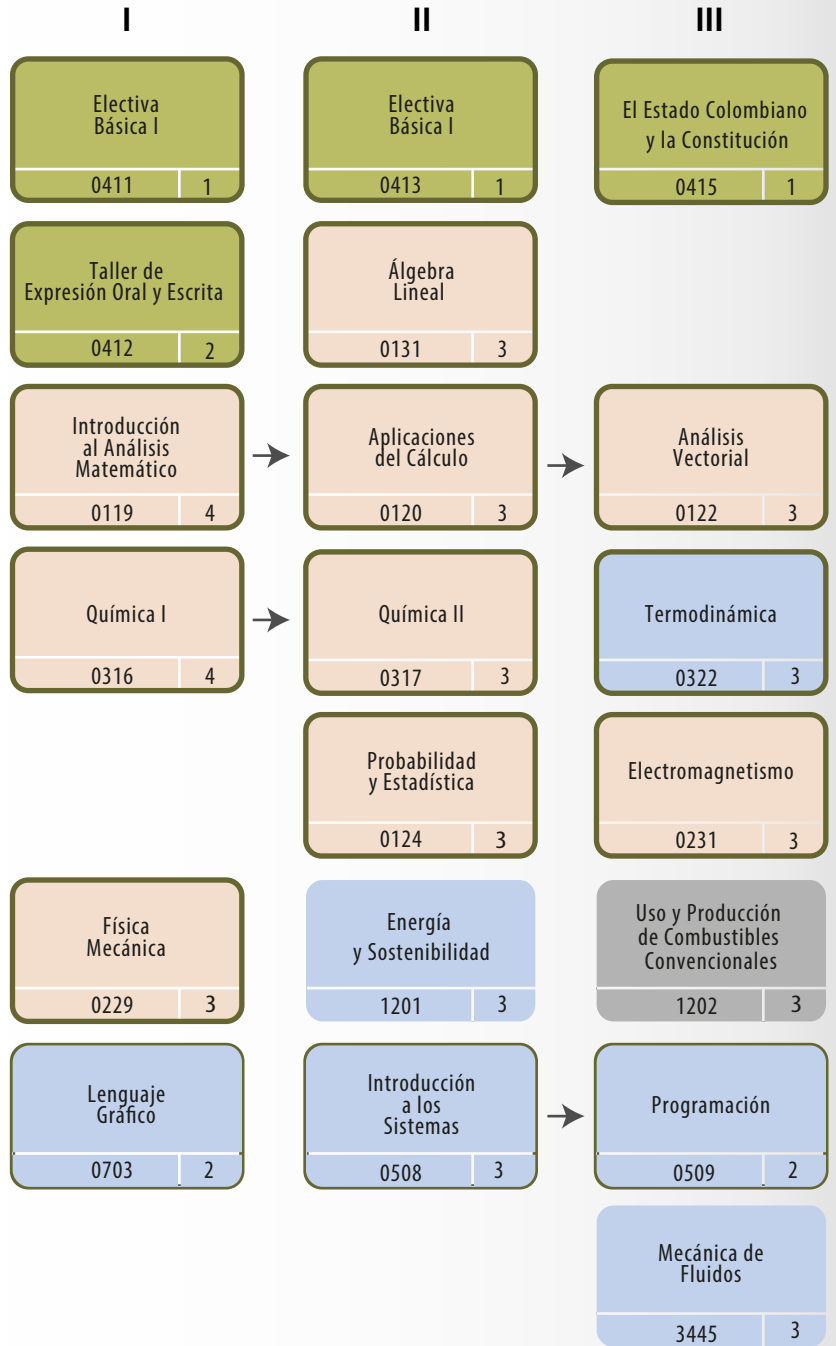 I
II
III
Electiva
Básica I
0411
1
Electiva
Básica I
0413
1
El Estado Colombiano
y la Constitución
0415
1
Taller de
Expresión Oral y Escrita
0412
2
Álgebra
Lineal
0131
3
Introducción
al Análisis
Matemático
0119
4
Aplicaciones
del Cálculo
0120
3
Análisis
Vectorial
0122
3
Química I
0316
4
Química II
0317
3
Termodinámica
0322
3
Probabilidad
y Estadística
0124
3
Electromagnetismo
0231
3
Física
Mecánica
0229
3
Energía
y Sostenibilidad
1201
3
Uso y Producción
de Combustibles
Convencionales
1202
3
Lenguaje
Gráfico
0703
2
Introducción
a los
Sistemas
0508
3
Programación
0509
2
Mecánica de
Fluidos
3445
3